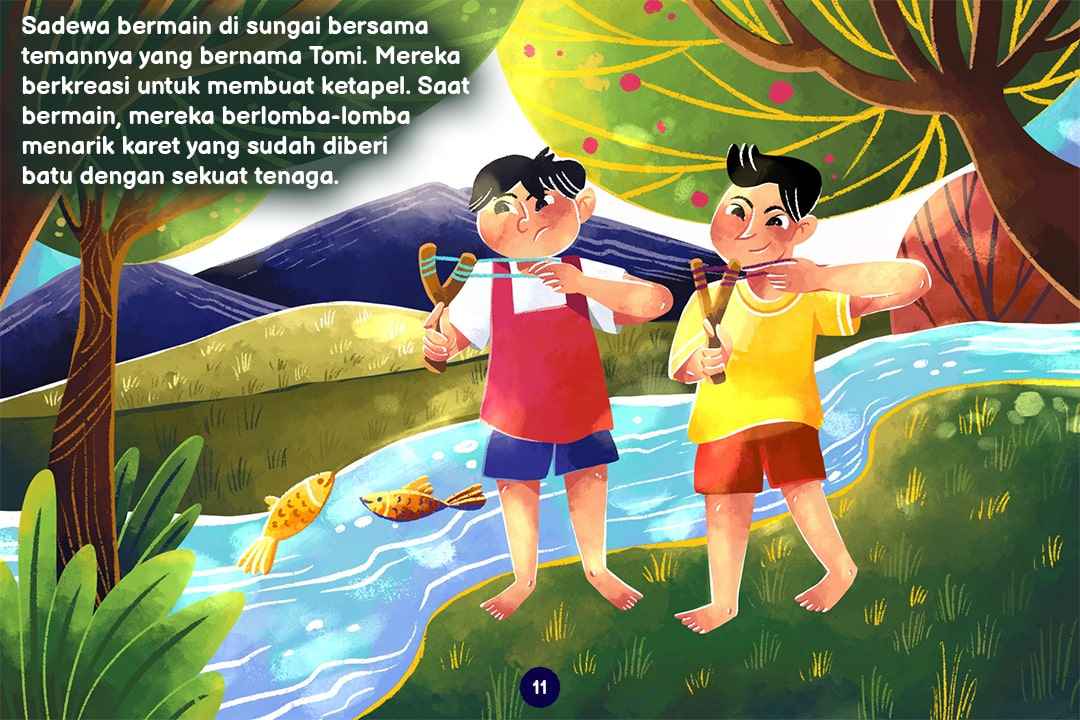 Sadewa bermain di sungai bersama
temannya yang bernama Tomi. Mereka
berkreasi untuk membuat ketapel. Saat
bermain, mereka berlomba-lomba
menarik karet yang sudah diberi
batu dengan sekuat tenaga.
11